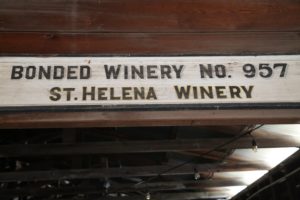 BONDED WINERY NO. 957
ST. HELENA WINERY